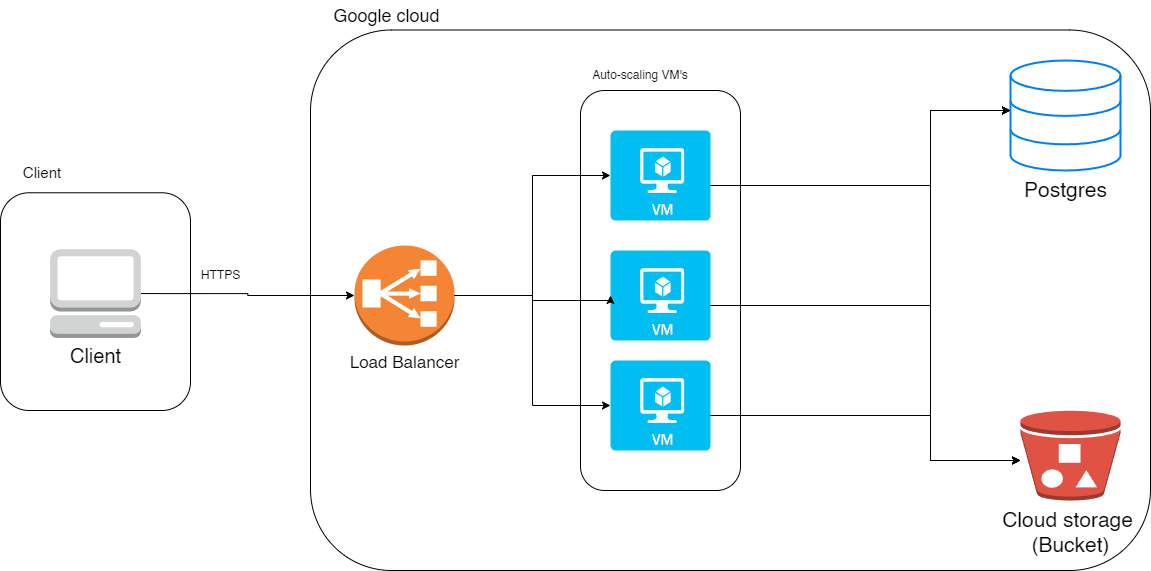 Google cloud
Auto-scaling VM's
Client
HTTPS
VM
VM
VM
Client
Load Balancer
Postgres
Cloud storage
(Bucket)